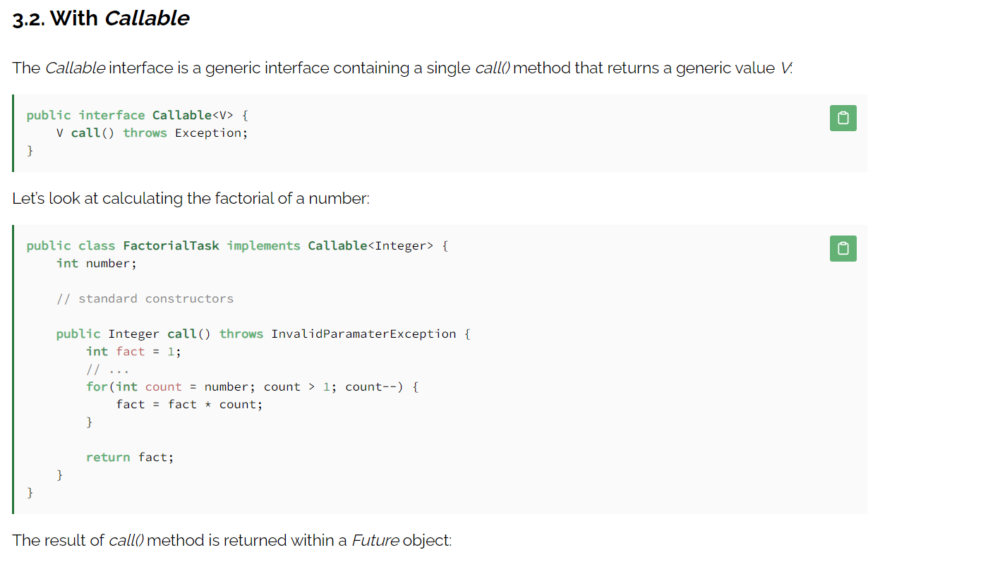 3.2. With Callable
The Callable interface is a generic interface containing a single call() method that returns a generic value V:
public interface Callable<V> {
    V call() throws Exception;
}
Let's look at calculating the factorial of a number:
public class FactorialTask implements Callable<Integer> {
    int number;
    // standard constructors
    public Integer call() throws InvalidParamaterException {
        int fact = 1;
        // ...
        for(int count = number; count > 1; count--) {
            fact = fact * count;
        }
        return fact;
    }
}
The result of call() method is returned within a Future object: